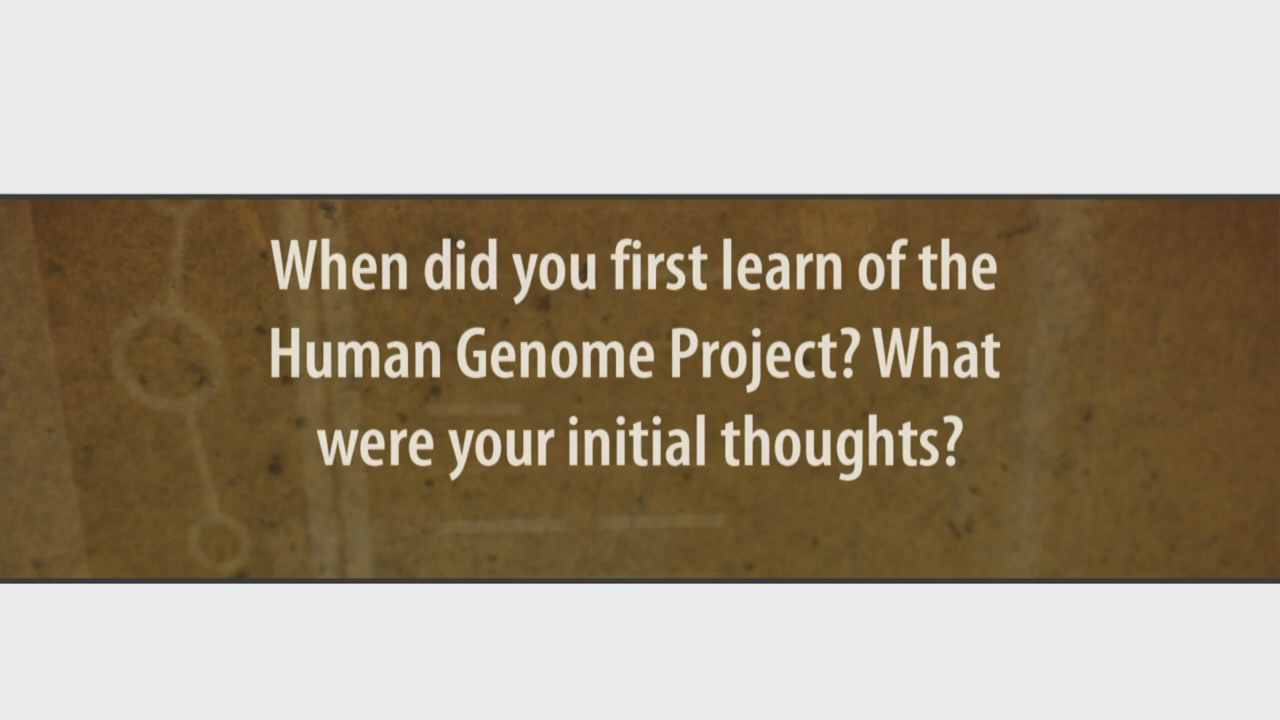 When did you first learn of the
Human Genome Project? What
were your initial thoughts?